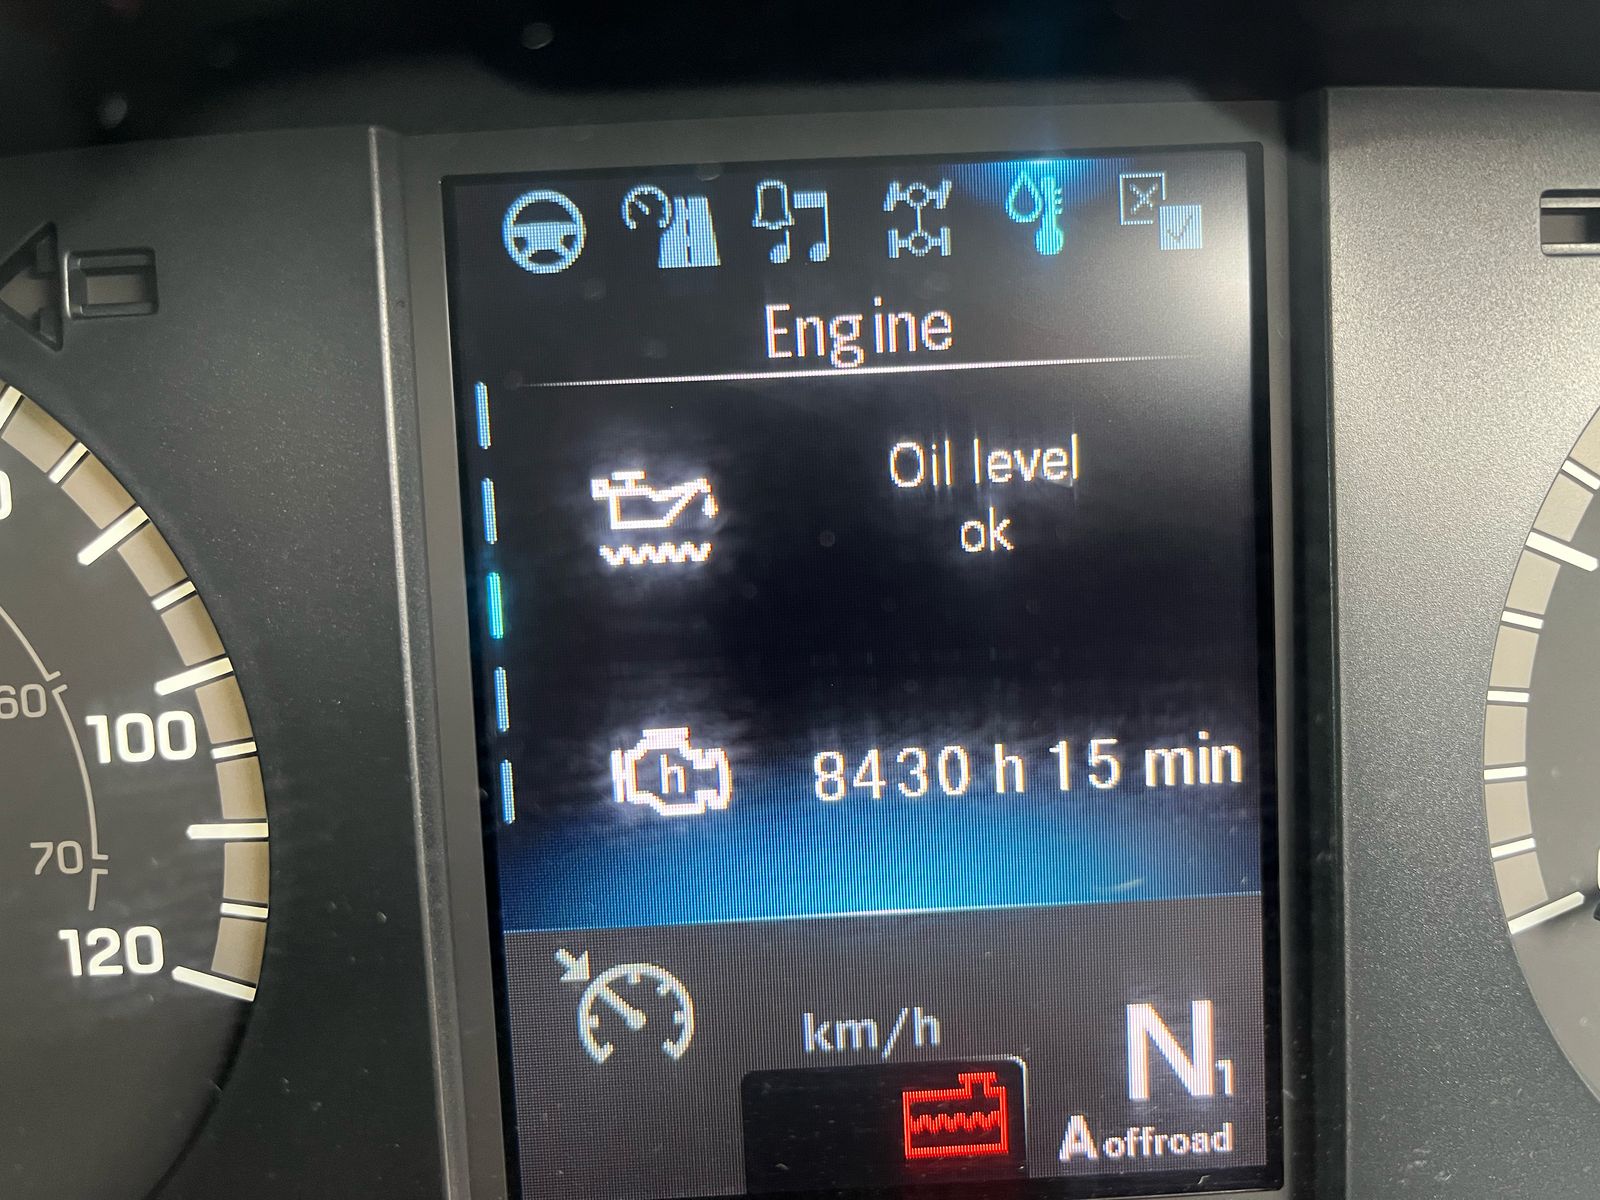 Engine
Oil level
ok
h
8430 h 15 min
60
100
70
120
km/h
N1
A offroad